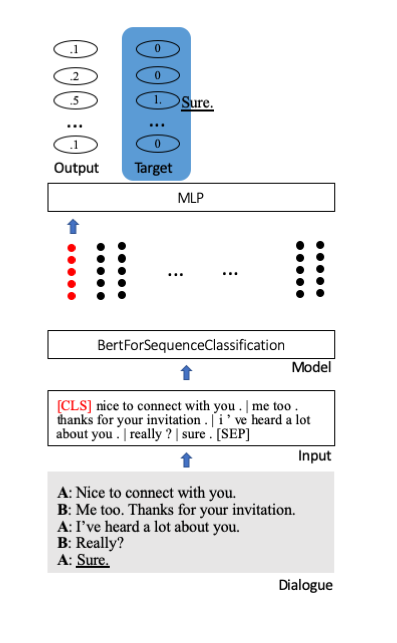 .1 0
.2 0
.5 1. Sure.
... ...
.1 0
Output Target
MLP
... ...
BertForSequenceClassification
Model
[CLS] nice to connect with you . | me too .
thanks for your invitation . | i ’ ve heard a lot
about you . | really ? | sure . [SEP]
Input
A: Nice to connect with you.
B: Me too. Thanks for your invitation.
A: I’ve heard a lot about you.
B: Really?
A: Sure.
Dialogue